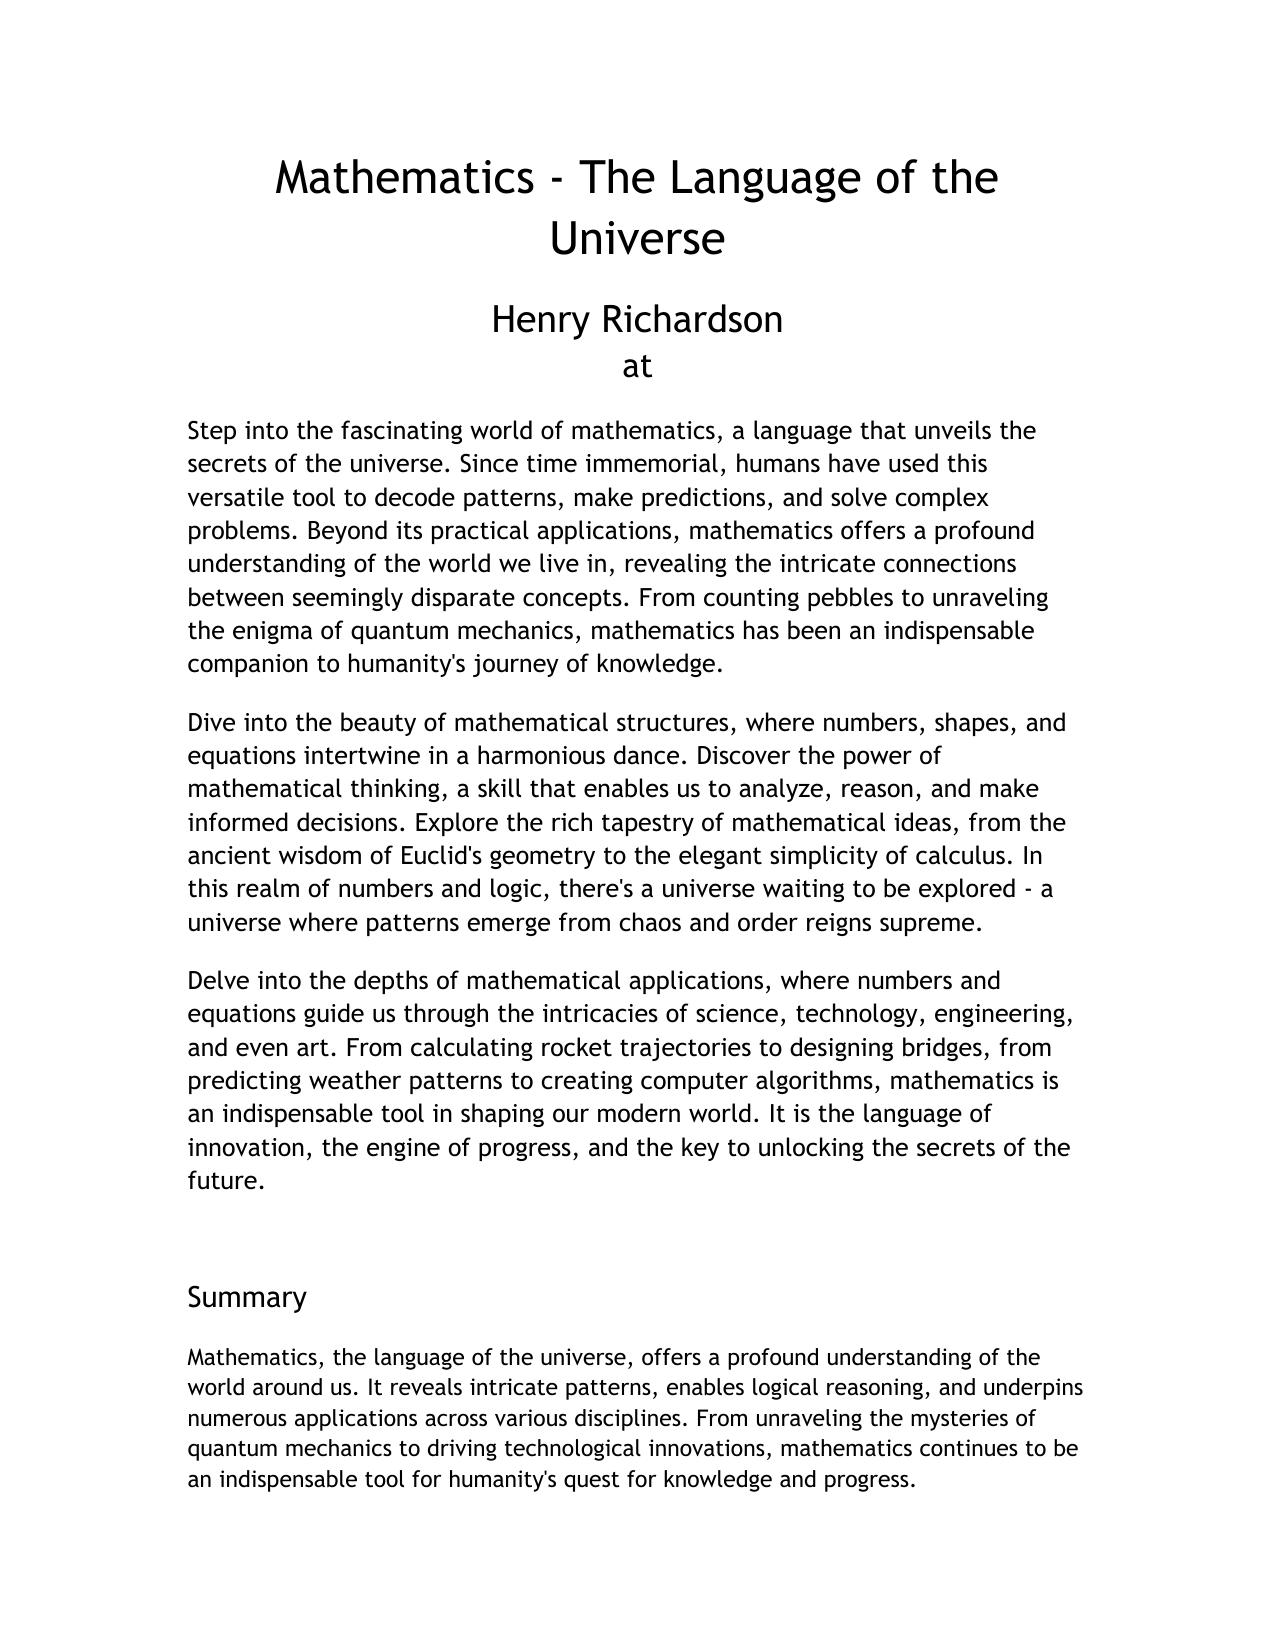 Mathematics - The Language of the
Universe
Henry Richardson
at
Step into the fascinating world of mathematics, a language that unveils the
secrets of the universe. Since time immemorial, humans have used this
versatile tool to decode patterns, make predictions, and solve complex
problems. Beyond its practical applications, mathematics offers a profound
understanding of the world we live in, revealing the intricate connections
between seemingly disparate concepts. From counting pebbles to unraveling
the enigma of quantum mechanics, mathematics has been an indispensable
companion to humanity's journey of knowledge.
Dive into the beauty of mathematical structures, where numbers, shapes, and
equations intertwine in a harmonious dance. Discover the power of
mathematical thinking, a skill that enables us to analyze, reason, and make
informed decisions. Explore the rich tapestry of mathematical ideas, from the
ancient wisdom of Euclid's geometry to the elegant simplicity of calculus. In
this realm of numbers and logic, there's a universe waiting to be explored - a
universe where patterns emerge from chaos and order reigns supreme.
Delve into the depths of mathematical applications, where numbers and
equations guide us through the intricacies of science, technology, engineering,
and even art. From calculating rocket trajectories to designing bridges, from
predicting weather patterns to creating computer algorithms, mathematics is
an indispensable tool in shaping our modern world. It is the language of
innovation, the engine of progress, and the key to unlocking the secrets of the
future.
Summary
Mathematics, the language of the universe, offers a profound understanding of the
world around us. It reveals intricate patterns, enables logical reasoning, and underpins
numerous applications across various disciplines. From unraveling the mysteries of
quantum mechanics to driving technological innovations, mathematics continues to be
an indispensable tool for humanity's quest for knowledge and progress.